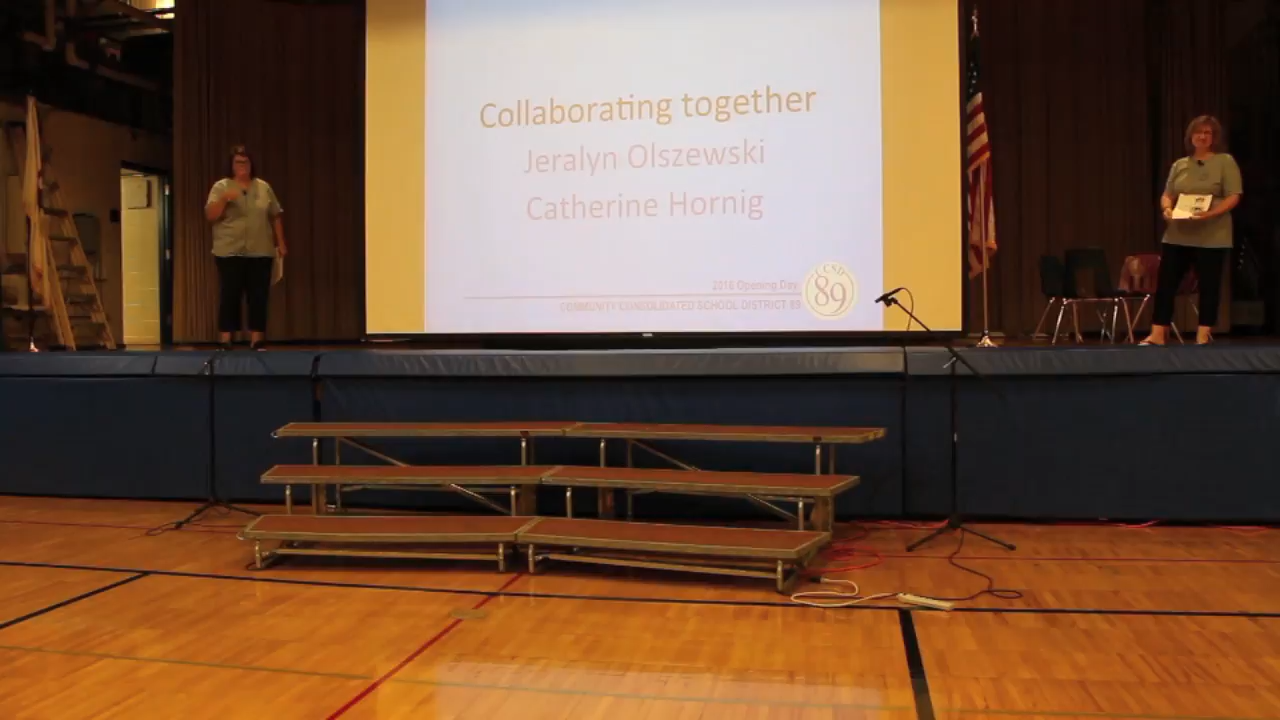 Collaborating together
Jeralyn Olszewski
Catherine Hornig
2016 Opening Day
COMMUNITY CONSOLIDATED SCHOOL DISTRICT 89
CCSD
89